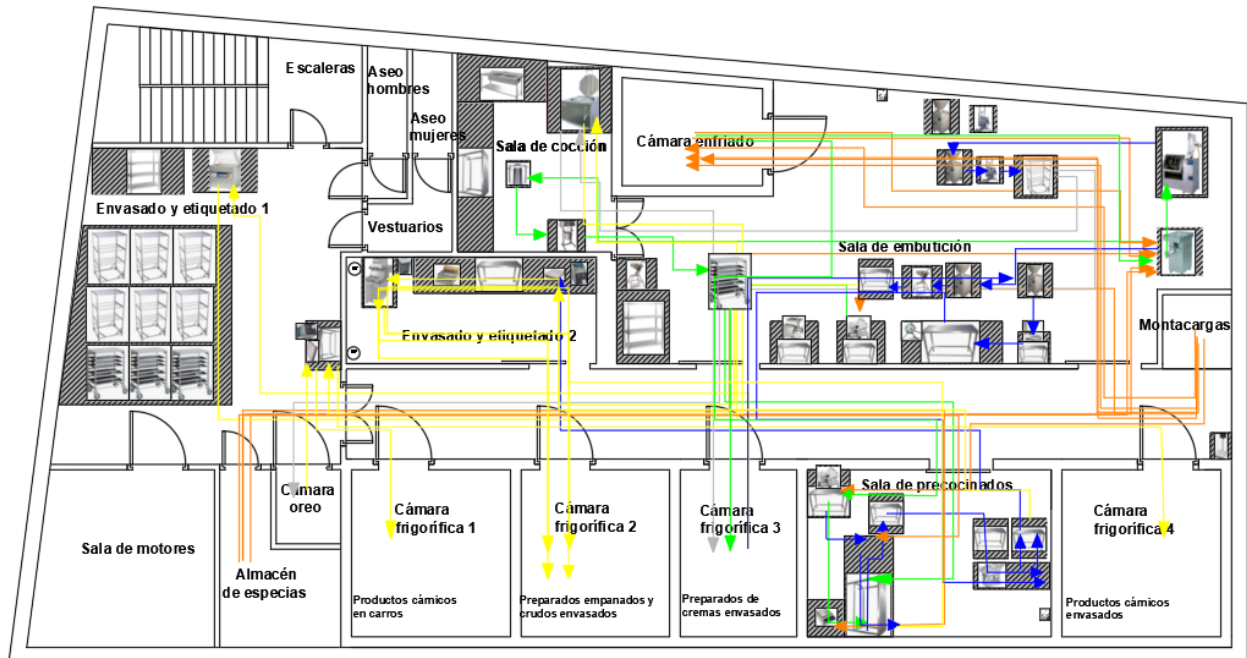 Escaleras
Aseo
hombres
Aseo
mujeres
Sala de cocción
Cámara enfriado
Envasado y etiquetado 1
Vestuarios
Sala de embutición
Envasado y etiquetado 2
Montacargas
Cámara
oreo
Sala de motores
Almacén
de especias
Cámara
frigorífica 1
Productos cárnicos
en carros
Cámara
frigorífica 2
Preparados empanados y
crudos envasados
Cámara
frigorífica 3
Preparados de
cremas envasados
Sala de precocinados
Cámara
frigorífica 4
Productos cárnicos
envasados